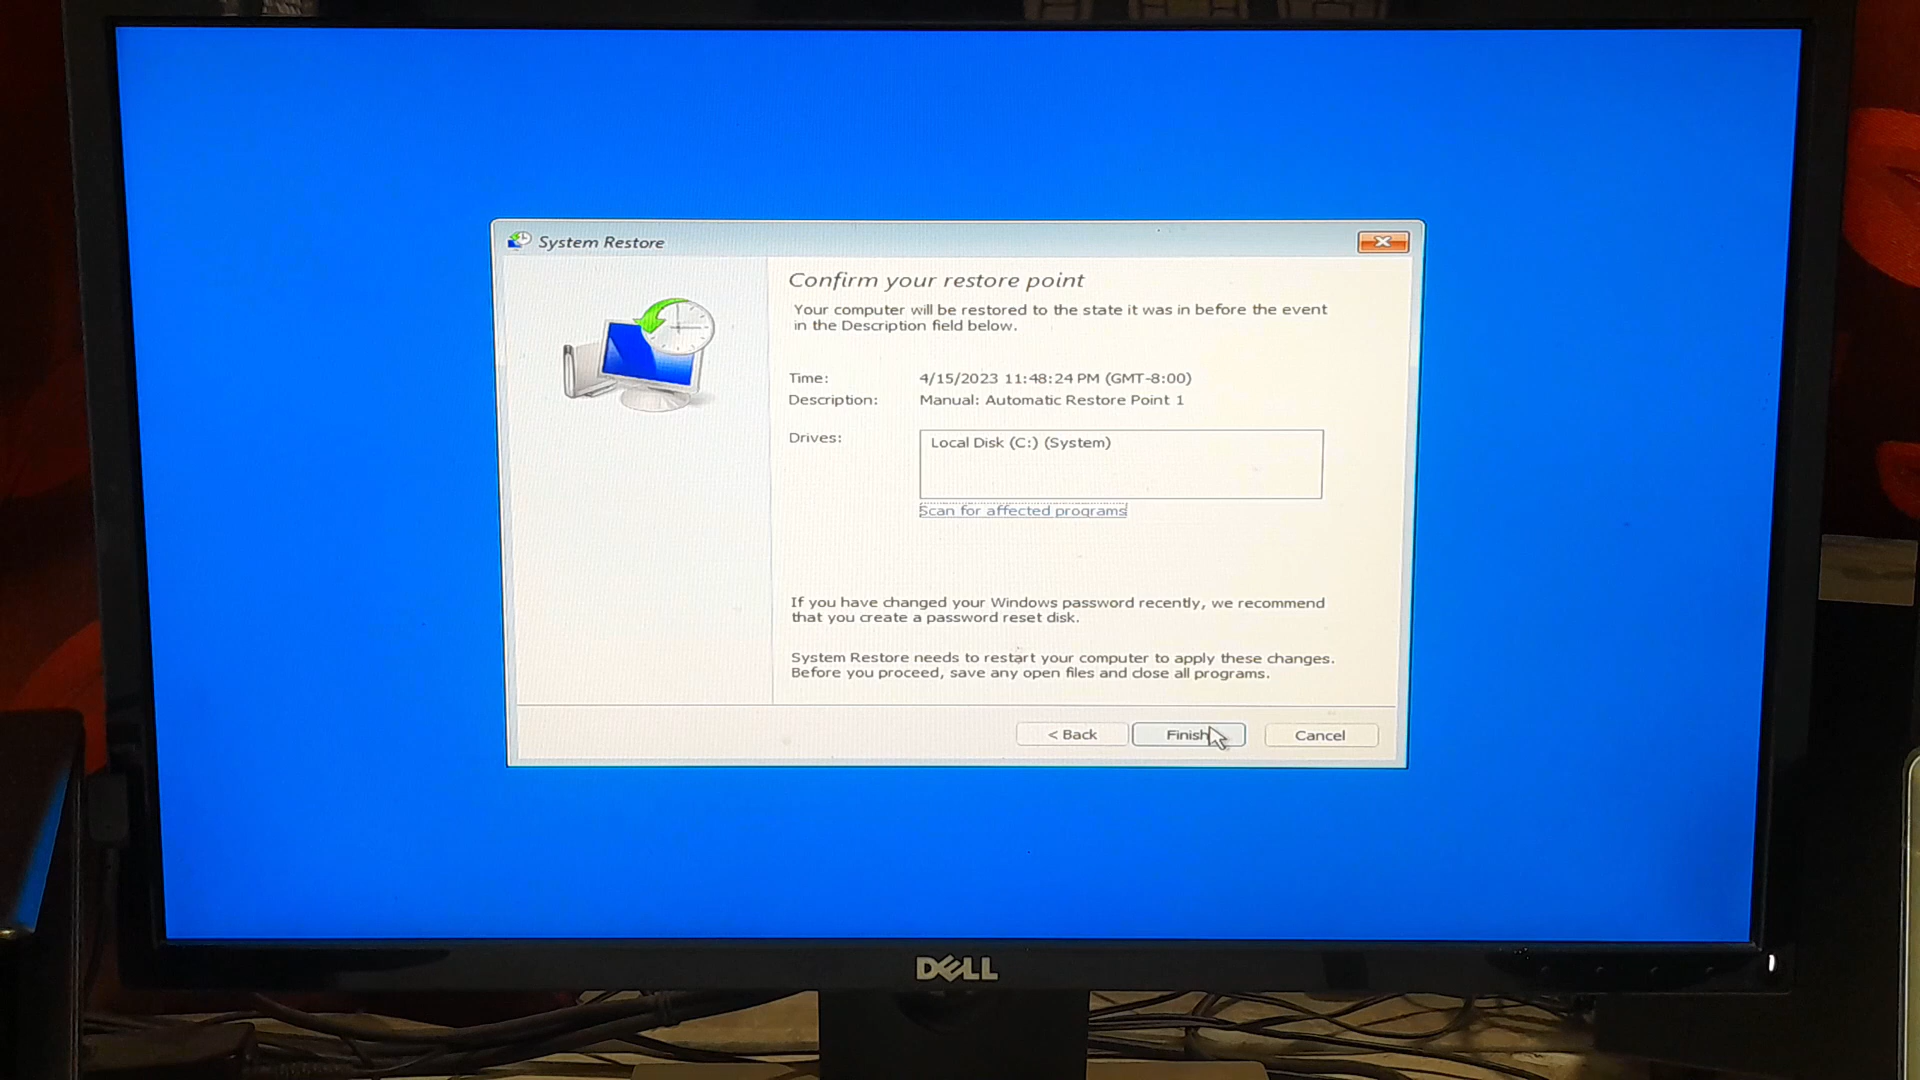 System Restore
Confirm your restore point
Your computer will be restored to the state it was in before the event
in the Description field below.
Time: 4/15/2023 11:48:24 PM (GMT-8:00)
Description: Manual: Automatic Restore Point 1
Drives: Local Disk (C:) (System)
Scan for affected programs
If you have changed your Windows password recently, we recommend
that you create a password reset disk.
System Restore needs to restart your computer to apply these changes.
Before you proceed, save any open files and close all programs.
< Back Finish Cancel
DELL